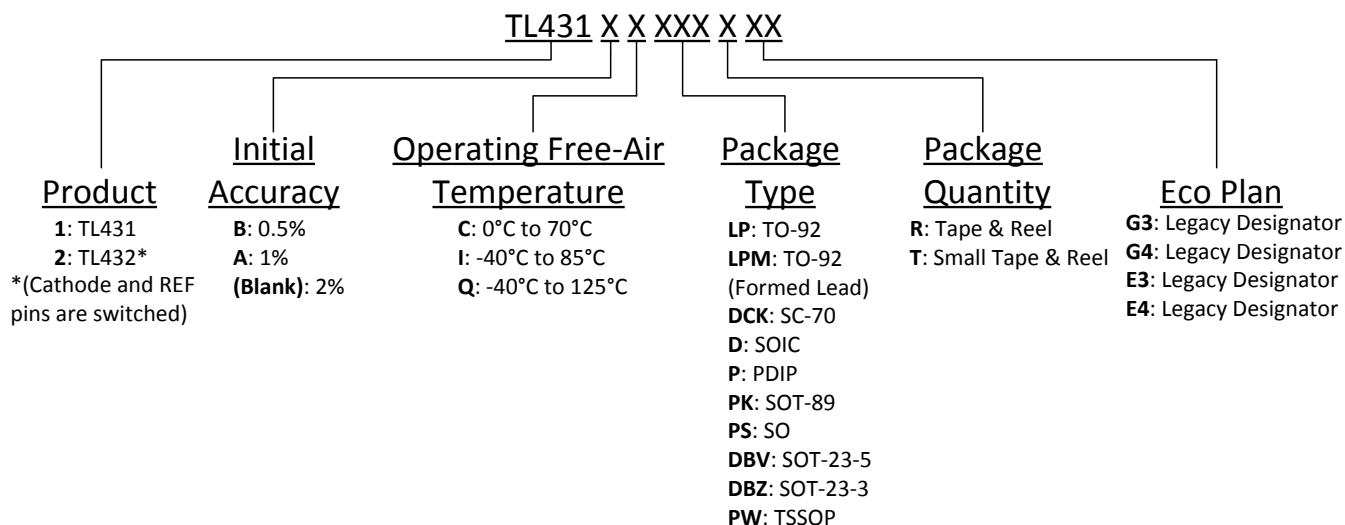 TL431 X X XXX X XX
Product
1: TL431
2: TL432*
*(Cathode and REF
pins are switched)
Initial
Accuracy
B: 0.5%
A: 1%
(Blank): 2%
Operating Free-Air
Temperature
C: 0°C to 70°C
I: -40°C to 85°C
Q: -40°C to 125°C
Package
Type
LP: TO-92
LPM: TO-92
(Formed Lead)
DCK: SC-70
D: SOIC
P: PDIP
PK: SOT-89
PS: SO
DBV: SOT-23-5
DBZ: SOT-23-3
PW: TSSOP
Package
Quantity
R: Tape & Reel
T: Small Tape & Reel
Eco Plan
G3: Legacy Designator
G4: Legacy Designator
E3: Legacy Designator
E4: Legacy Designator